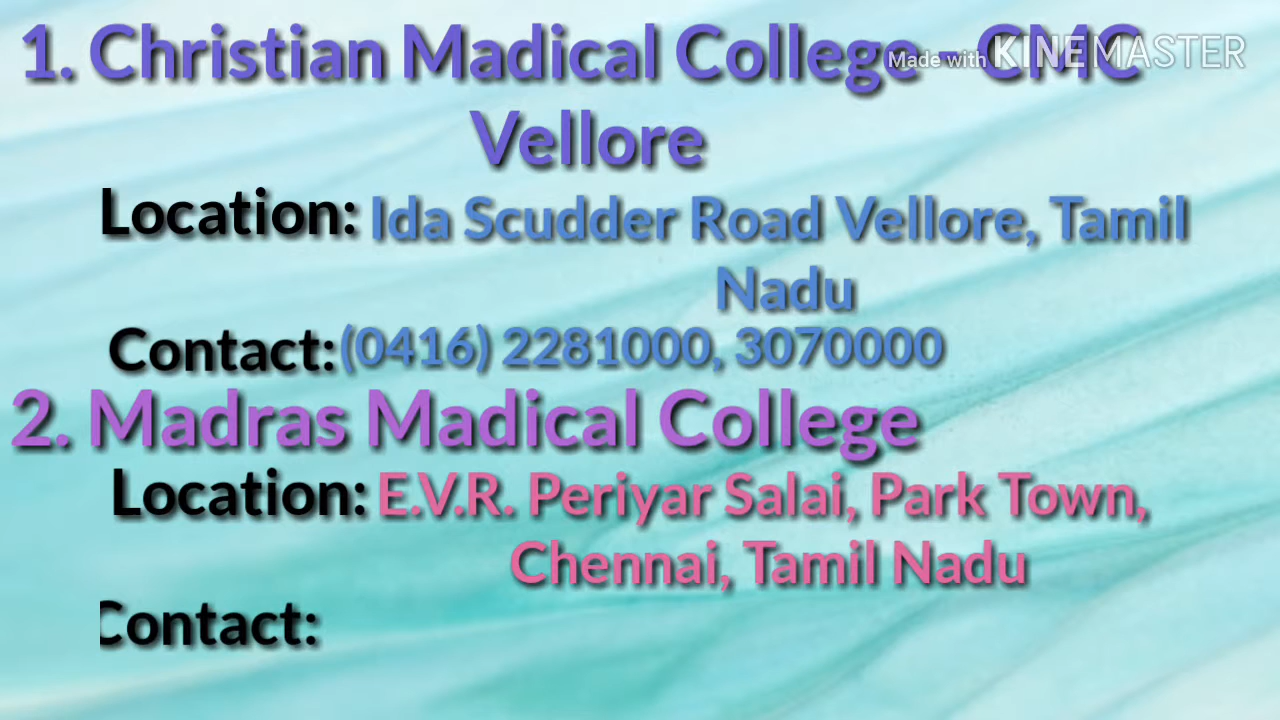 1. Christian Madical College - CMC
Made with KINEMASTER
Vellore
Location: Ida Scudder Road Vellore, Tamil
Nadu
Contact: (0416) 2281000, 3070000
2. Madras Madical College
Location: E.V.R. Periyar Salai, Park Town,
Chennai, Tamil Nadu
Contact: